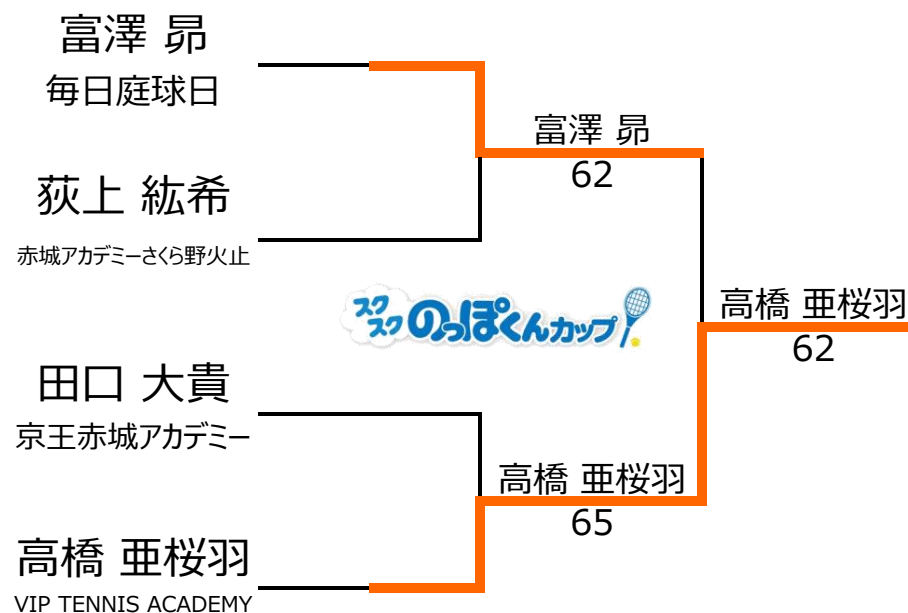 富澤 昴
毎日庭球日
富澤 昴
62
荻上 紘希
赤城アカデミーさくら野火止
スクスク のっぽくんカップ
高橋 亜桜羽
62
田口 大貴
京王赤城アカデミー
高橋 亜桜羽
65
高橋 亜桜羽
VIP TENNIS ACADEMY